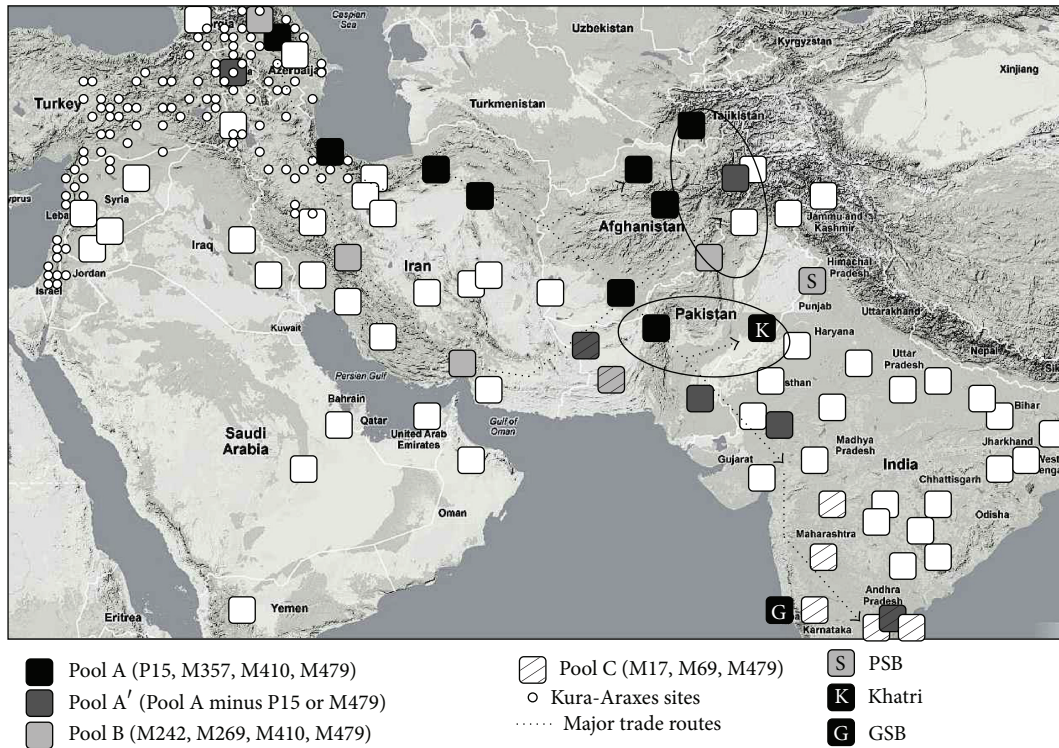 Caspian
Sea
Uzbekistan
Kyrgyzstan
Xinjiang
Azerbaija
Turkey
Turkmenistan
Tajikistan
Syria
Afghanistan
Jammu and
Kashmir
Iraq
Iran
Jordan
Israel
Himachal
Pradesh
S
Punjab
Uttarakhand
Kuwait
Pakistan
K
Haryana
Nepal
Uttar
Pradesh
Persian Gulf
Bahrain
Qatar
Gulf of
Oman
United Arab
Emirates
Bihar
Saudi
Arabia
Madhya
Pradesh
Jharkhand
Gujarat
India
Chhattisgarh
Oman
Odisha
Maharashtra
Andhra
Pradesh
Yemen
Eritrea
G
Karnataka
Pool A (P15, M357, M410, M479)
Pool A′ (Pool A minus P15 or M479)
Pool B (M242, M269, M410, M479)
Pool C (M17, M69, M479)
Kura-Araxes sites
Major trade routes
S PSB
K Khatri
G GSB